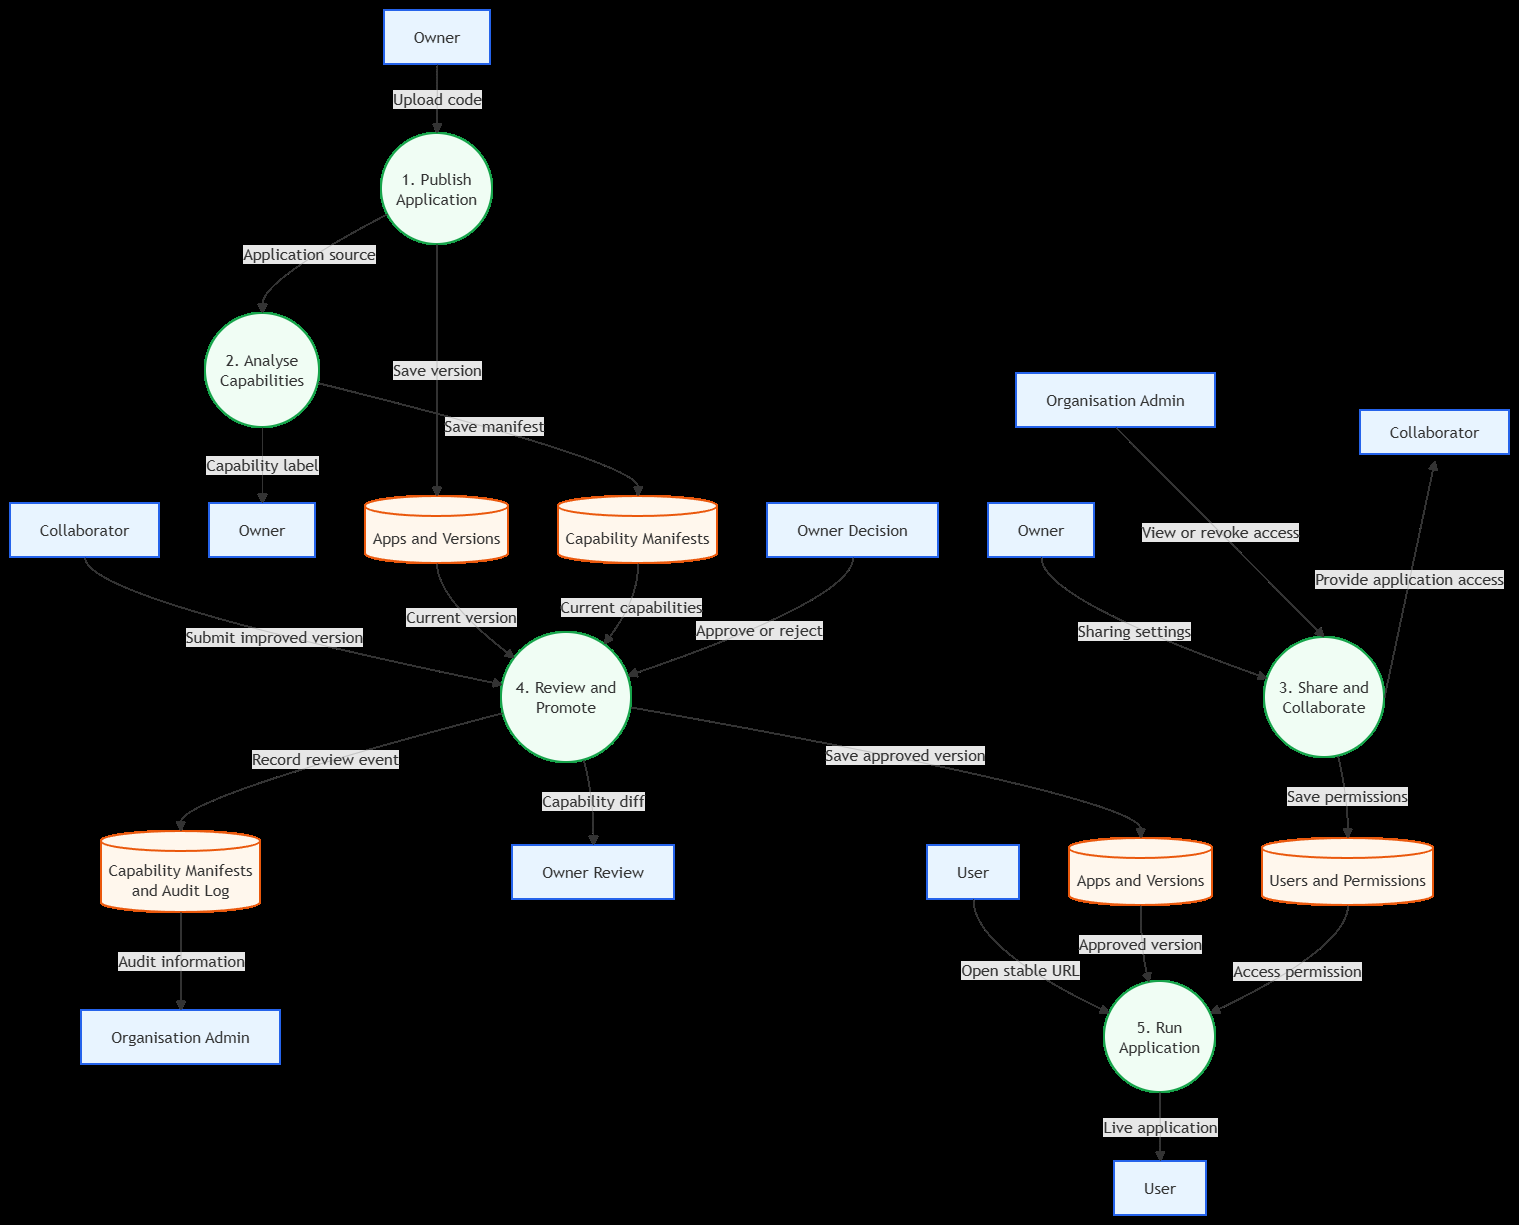 Owner
Upload code
1. Publish
Application
Application source
2. Analyse
Capabilities
Save version
Organisation Admin
Save manifest
Collaborator
Capability label
Collaborator
Owner
Apps and Versions
Capability Manifests
Owner Decision
Owner
View or revoke access
Provide application access
Current version
Current capabilities
Submit improved version
Approve or reject
Sharing settings
4. Review and
Promote
3. Share and
Collaborate
Record review event
Save approved version
Capability diff
Save permissions
Capability Manifests
and Audit Log
Owner Review
User
Apps and Versions
Users and Permissions
Audit information
Approved version
Open stable URL
Access permission
Organisation Admin
5. Run
Application
Live application
User